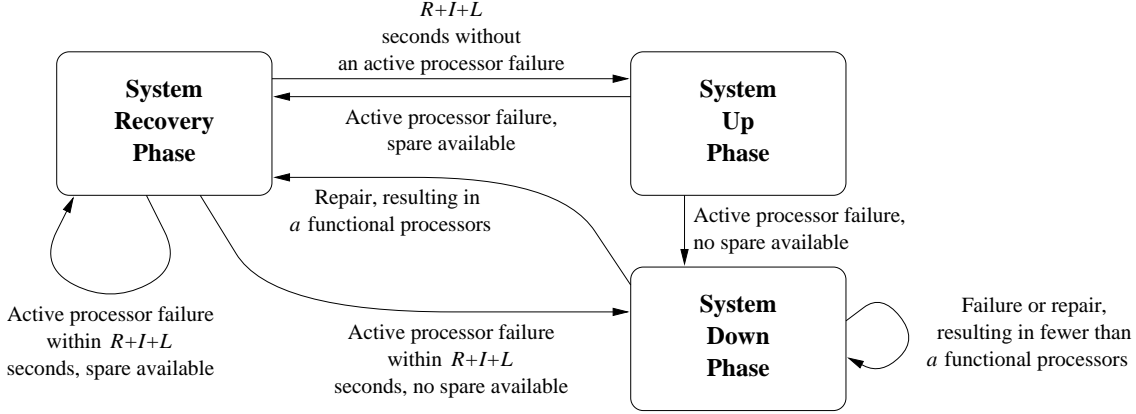 R+I+L
seconds without
an active processor failure
System
Recovery
Phase
System
Up
Phase
Active processor failure,
spare available
Repair, resulting in
a functional processors
Active processor failure,
no spare available
Active processor failure
within R+I+L
seconds, spare available
Active processor failure
within R+I+L
seconds, no spare available
System
Down
Phase
Failure or repair,
resulting in fewer than
a functional processors